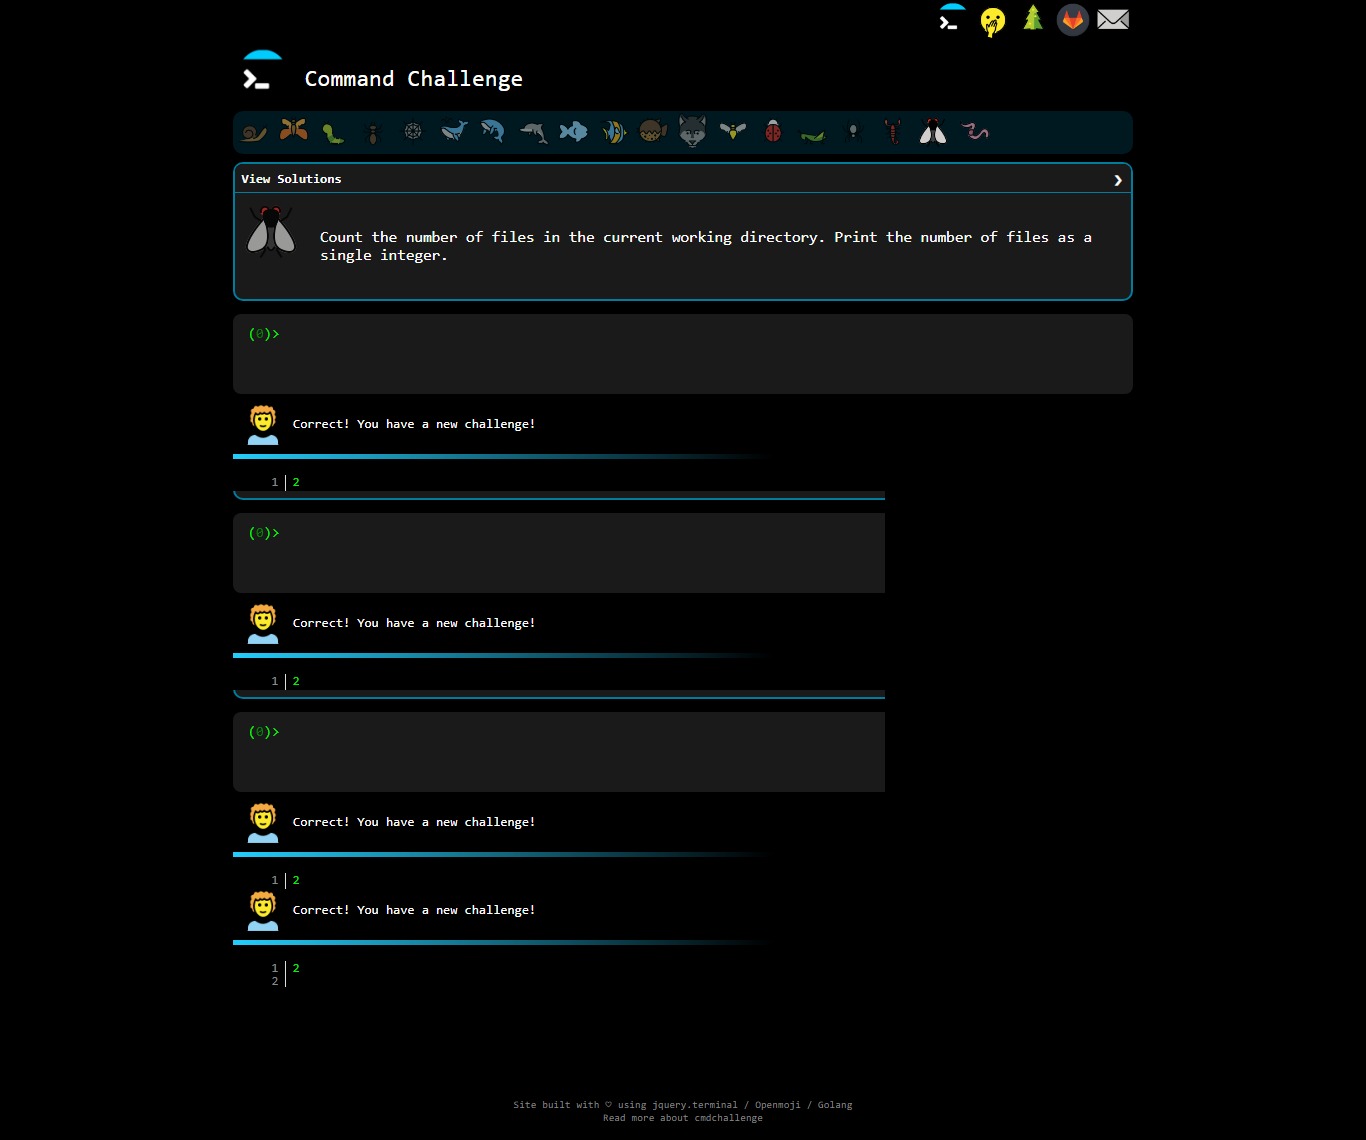 Command Challenge
View Solutions
Count the number of files in the current working directory. Print the number of files as a
single integer.
(0)>
Correct! You have a new challenge!
1 2
(0)>
Correct! You have a new challenge!
1 2
(0)>
Correct! You have a new challenge!
1 2
Correct! You have a new challenge!
1 2
2
Site built with ♡ using jquery.terminal / Openmoji / Golang
Read more about cmdchallenge